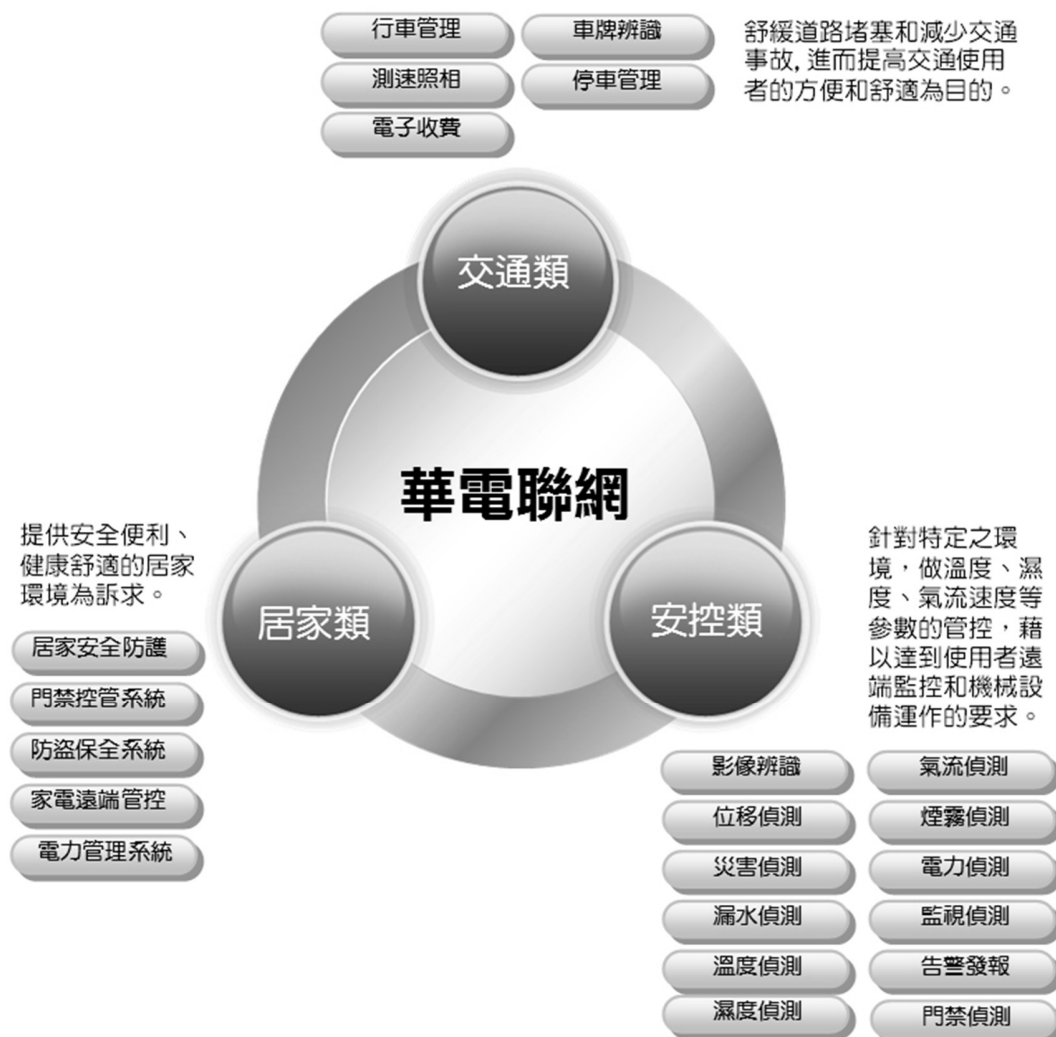 行車管理
車牌辨識
測速照相
停車管理
電子收費
舒緩道路堵塞和減少交通
事故, 進而提高交通使用
者的方便和舒適為目的。
交通類
華電聯網
提供安全便利、
健康舒適的居家
環境為訴求。
居家類
居家安全防護
門禁控管系統
防盜保全系統
家電遠端管控
電力管理系統
安控類
針對特定之環
境，做溫度、濕
度、氣流速度等
參數的管控，藉
以達到使用者遠
端監控和機械設
備運作的要求。
影像辨識
氣流偵測
位移偵測
煙霧偵測
災害偵測
電力偵測
漏水偵測
監視偵測
溫度偵測
告警發報
濕度偵測
門禁偵測